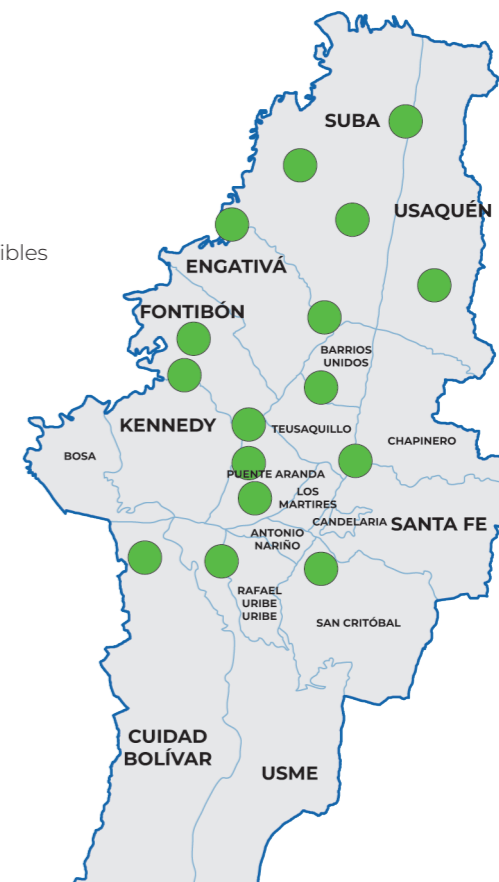 SUBA
USAQUÉN
ibles
ENGATIVÁ
FONTIBÓN
BARRIOS
UNIDOS
KENNEDY
TEUSAQUILLO
CHAPINERO
BOSA
PUENTE ARANDA
LOS
MARTIRES
CANDELARIA
SANTA FE
ANTONIO
NARIÑO
RAFAEL
URIBE
URIBE
SAN CRITÓBAL
CUIDAD
BOLÍVAR
USME